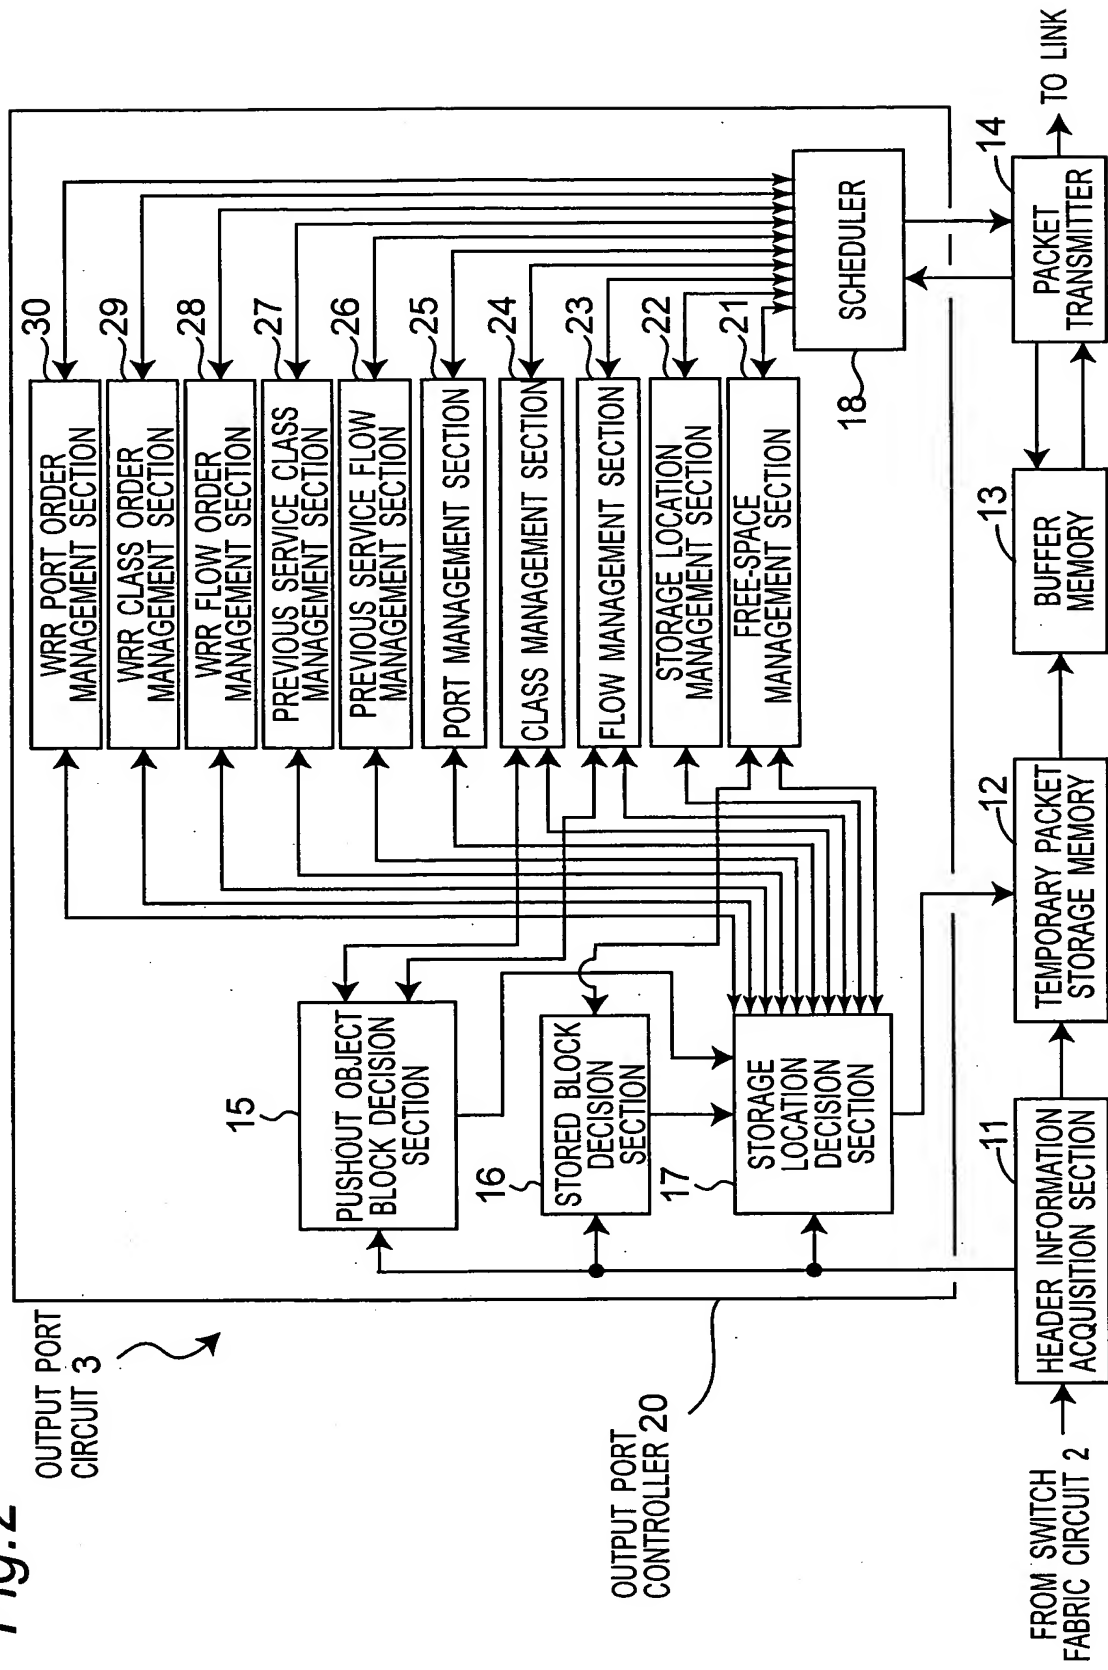 Fig.2
OUTPUT PORT
CIRCUIT 3
OUTPUT PORT
CONTROLLER 20
FROM SWITCH
FABRIC CIRCUIT 2
15
PUSHOUT OBJECT
BLOCK DECISION
SECTION
16
STORED BLOCK
DECISION
SECTION
17
STORAGE
LOCATION
DECISION
SECTION
30
WRR PORT ORDER
MANAGEMENT SECTION
29
WRR CLASS ORDER
MANAGEMENT SECTION
28
WRR FLOW ORDER
MANAGEMENT SECTION
27
PREVIOUS SERVICE CLASS
MANAGEMENT SECTION
26
PREVIOUS SERVICE FLOW
MANAGEMENT SECTION
25
PORT MANAGEMENT SECTION
24
CLASS MANAGEMENT SECTION
23
FLOW MANAGEMENT SECTION
22
STORAGE LOCATION
MANAGEMENT SECTION
21
FREE-SPACE
MANAGEMENT SECTION
18
SCHEDULER
11
HEADER INFORMATION
ACQUISITION SECTION
12
TEMPORARY PACKET
STORAGE MEMORY
13
BUFFER
MEMORY
14
PACKET
TRANSMITTER
TO LINK